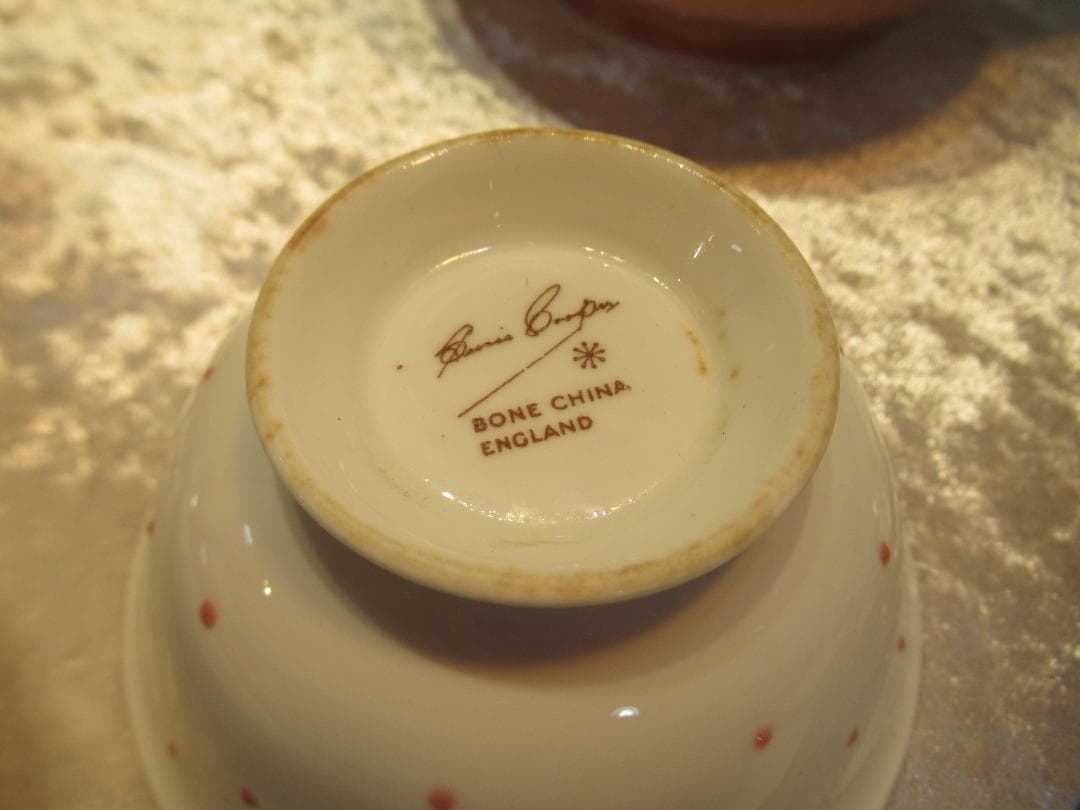 Susie Cooper
BONE CHINA
ENGLAND